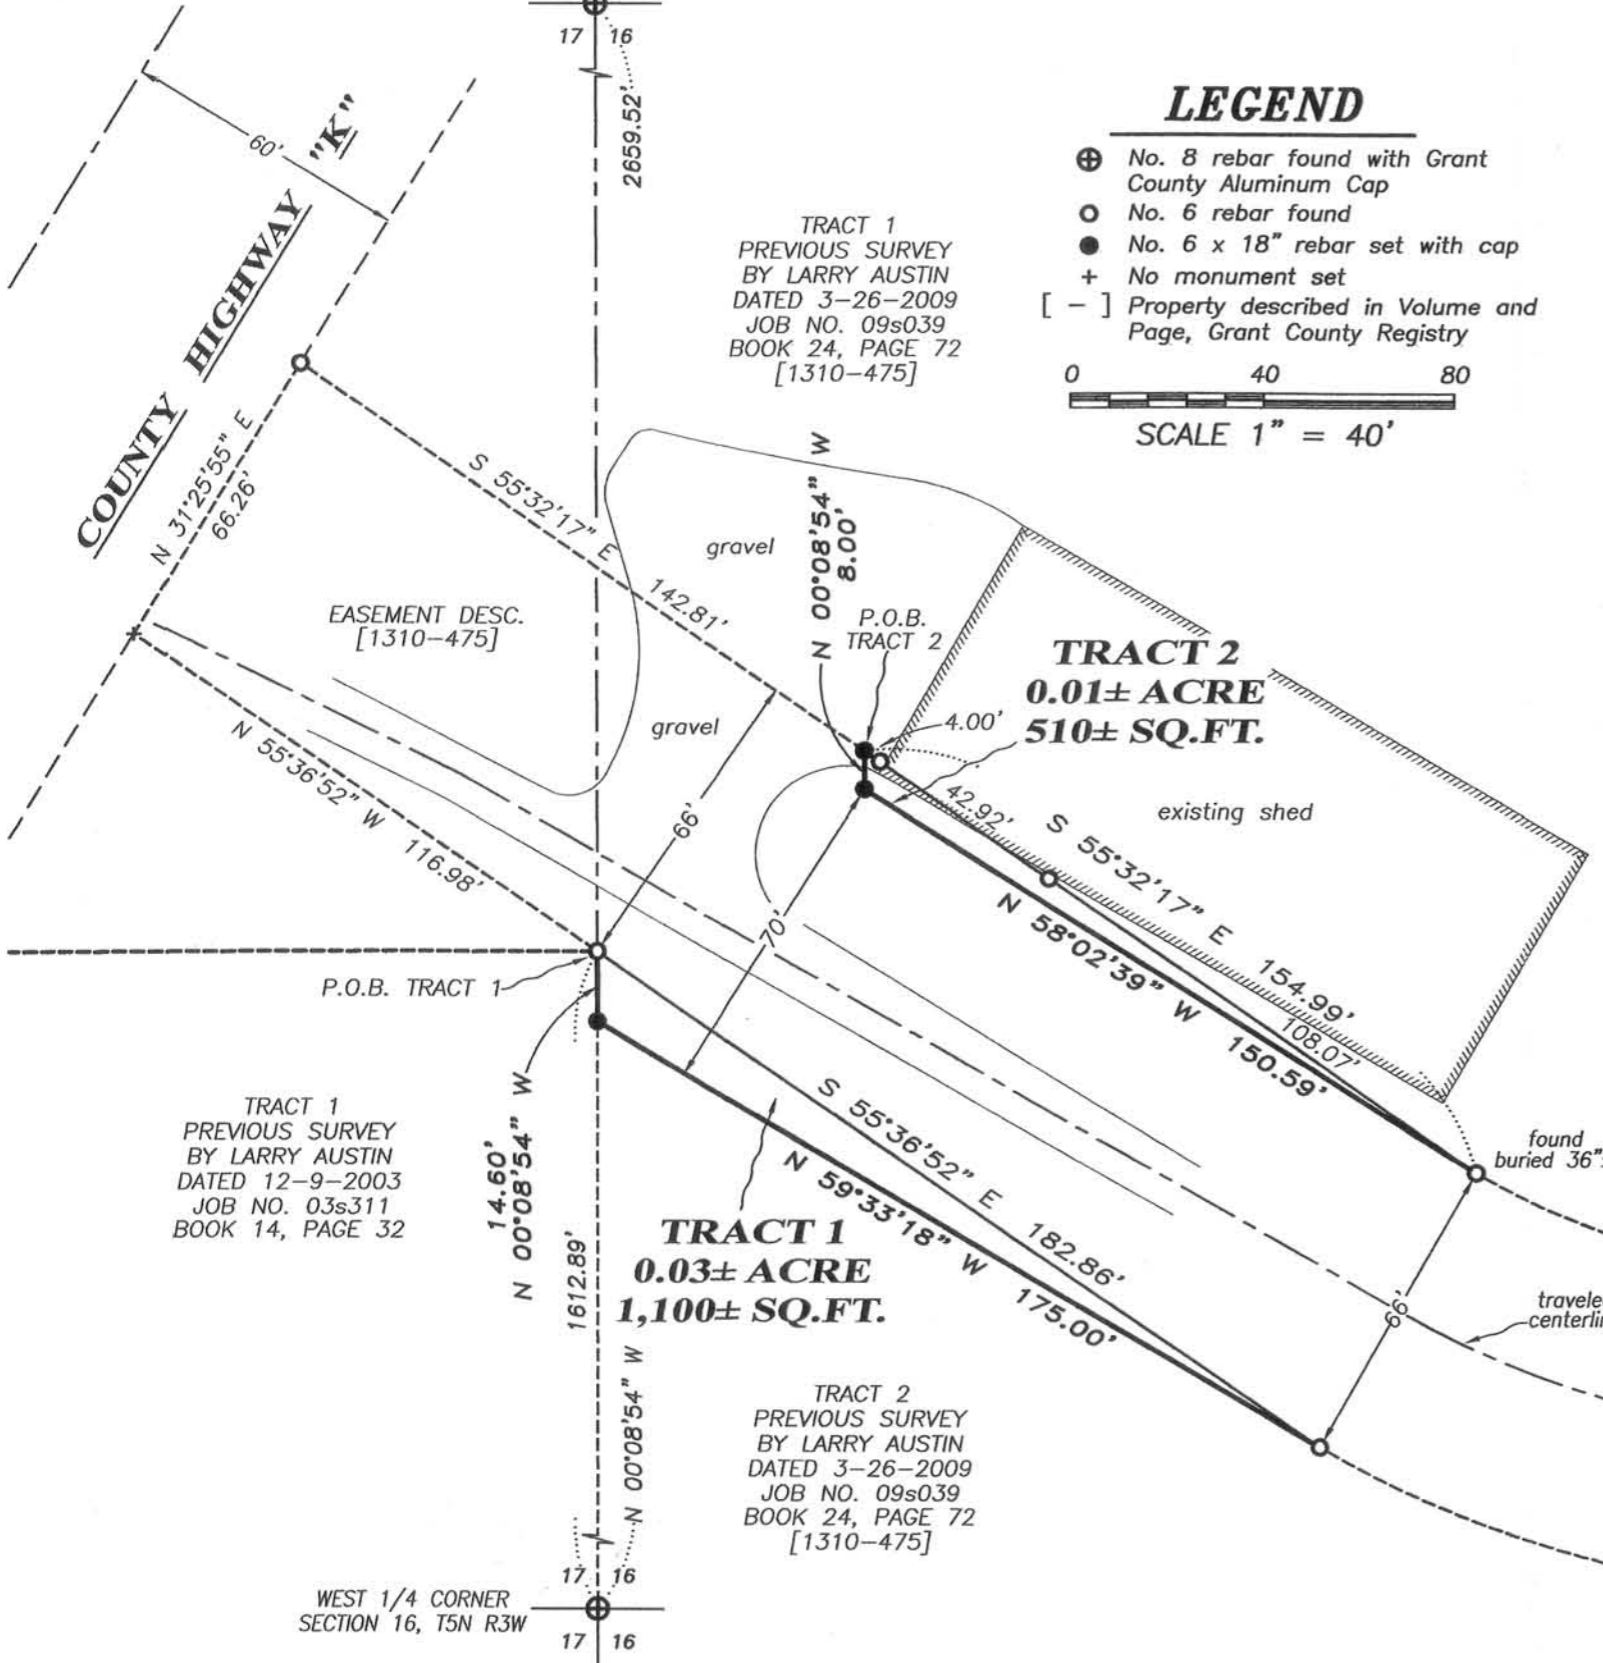 17 16
2659.52'
60'
COUNTY HIGHWAY "K"
LEGEND
No. 8 rebar found with Grant
County Aluminum Cap
No. 6 rebar found
No. 6 x 18" rebar set with cap
+ No monument set
[ - ] Property described in Volume and
Page, Grant County Registry
0 40 80
SCALE 1" = 40'
TRACT 1
PREVIOUS SURVEY
BY LARRY AUSTIN
DATED 3-26-2009
JOB NO. 09s039
BOOK 24, PAGE 72
[1310-475]
N 31°25'55" E
66.26'
S 55°32'17" E
142.81'
gravel
N 00°08'54" W
8.00'
EASEMENT DESC.
[1310-475]
P.O.B.
TRACT 2
TRACT 2
0.01± ACRE
510± SQ.FT.
4.00'
gravel
N 55°36'52" W
116.98'
66'
42.92'
existing shed
S 55°32'17" E
154.99'
108.07'
N 58°02'39" W
150.59'
70'
P.O.B. TRACT 1
TRACT 1
PREVIOUS SURVEY
BY LARRY AUSTIN
DATED 12-9-2003
JOB NO. 03s311
BOOK 14, PAGE 32
14.60'
N 00°08'54" W
S 55°36'52" E
182.86'
N 59°33'18" W
175.00'
found
buried 36"
TRACT 1
0.03± ACRE
1,100± SQ.FT.
1612.89'
N 00°08'54" W
66'
travele
centerlin
TRACT 2
PREVIOUS SURVEY
BY LARRY AUSTIN
DATED 3-26-2009
JOB NO. 09s039
BOOK 24, PAGE 72
[1310-475]
17 16
WEST 1/4 CORNER
SECTION 16, T5N R3W
17 16